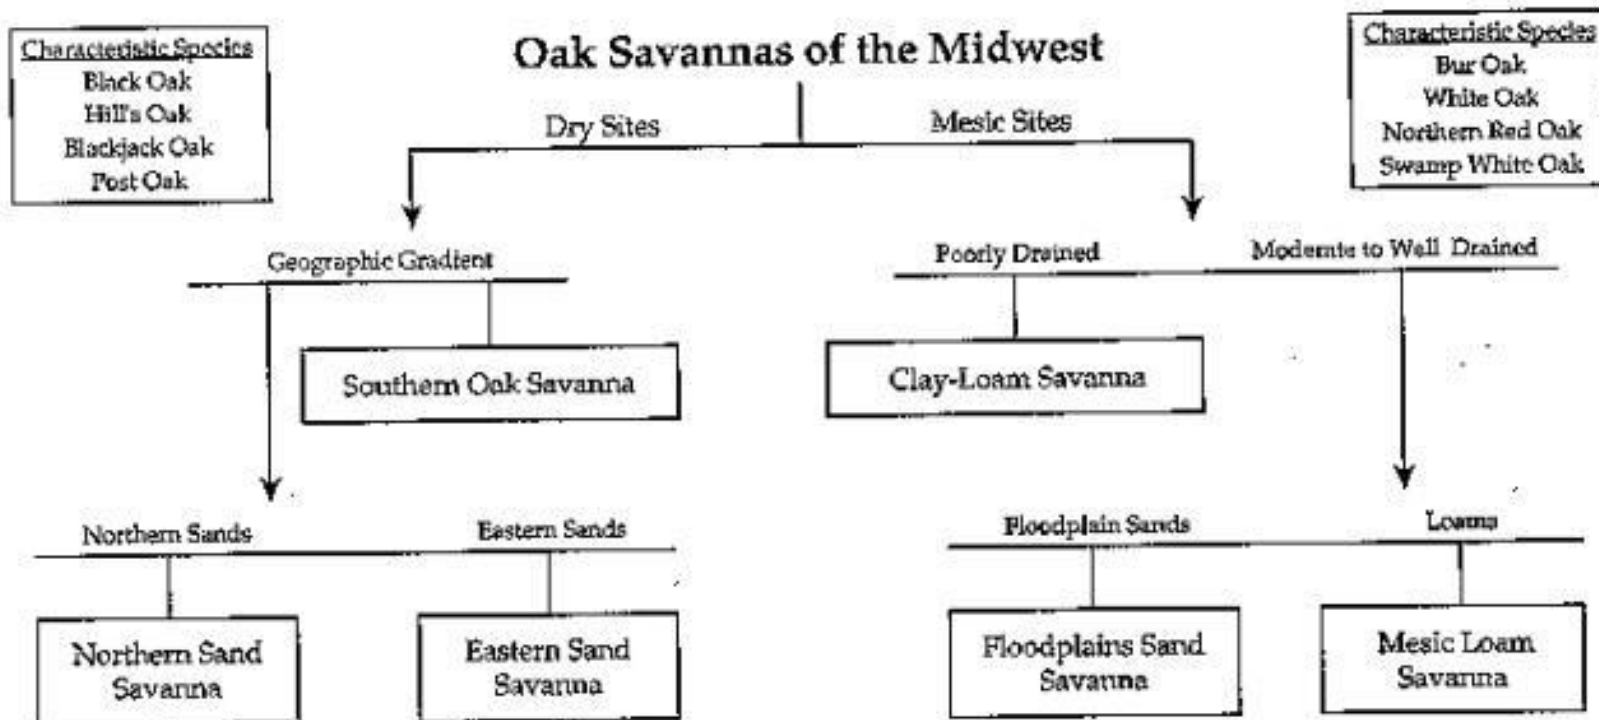 Oak Savannas of the Midwest
Characteristic Species
Black Oak
Hill's Oak
Blackjack Oak
Post Oak
Characteristic Species
Bur Oak
White Oak
Northern Red Oak
Swamp White Oak
Dry Sites
Mesic Sites
Geographic Gradient
Poorly Drained
Moderate to Well Drained
Southern Oak Savanna
Clay-Loam Savanna
Northern Sands
Eastern Sands
Floodplain Sands
Loams
Northern Sand
Savanna
Eastern Sand
Savanna
Floodplains Sand
Savanna
Mesic Loam
Savanna